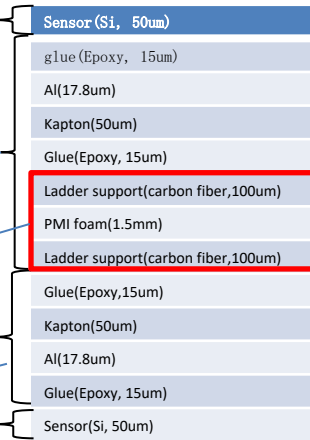 Sensor(Si, 50um)
glue(Epoxy, 15um)
Al(17.8um)
Kapton(50um)
Glue(Epoxy, 15um)
Ladder support(carbon fiber,100um)
PMI foam(1.5mm)
Ladder support(carbon fiber,100um)
Glue(Epoxy,15um)
Kapton(50um)
Al(17.8um)
Glue(Epoxy, 15um)
Sensor(Si, 50um)